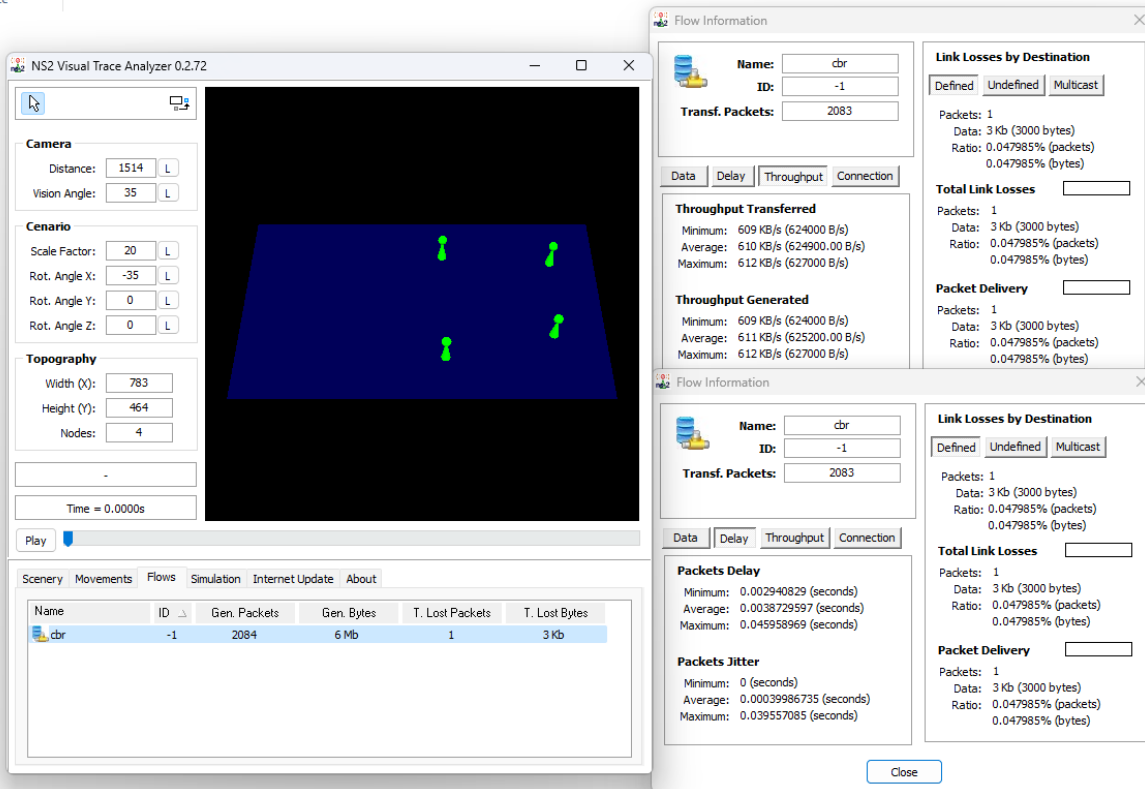 NS2 Visual Trace Analyzer 0.2.72
Camera
Distance: 1514 L
Vision Angle: 35 L
Cenario
Scale Factor: 20 L
Rot. Angle X: -35 L
Rot. Angle Y: 0 L
Rot. Angle Z: 0 L
Topography
Width (X): 783
Height (Y): 464
Nodes: 4
-
Time = 0.0000s
Play
Scenery Movements Flows Simulation Internet Update About
Name ID Gen. Packets Gen. Bytes T. Lost Packets T. Lost Bytes
cbr -1 2084 6 Mb 1 3 Kb
Flow Information
Name: cbr
ID: -1
Transf. Packets: 2083
Data Delay Throughput Connection
Throughput Transferred
Minimum: 609 KB/s (624000 B/s)
Average: 610 KB/s (624900.00 B/s)
Maximum: 612 KB/s (627000 B/s)
Throughput Generated
Minimum: 609 KB/s (624000 B/s)
Average: 611 KB/s (625200.00 B/s)
Maximum: 612 KB/s (627000 B/s)
Link Losses by Destination
Defined Undefined Multicast
Packets: 1
Data: 3 Kb (3000 bytes)
Ratio: 0.047985% (packets)
0.047985% (bytes)
Total Link Losses
Packets: 1
Data: 3 Kb (3000 bytes)
Ratio: 0.047985% (packets)
0.047985% (bytes)
Packet Delivery
Packets: 1
Data: 3 Kb (3000 bytes)
Ratio: 0.047985% (packets)
0.047985% (bytes)
Flow Information
Name: cbr
ID: -1
Transf. Packets: 2083
Data Delay Throughput Connection
Packets Delay
Minimum: 0.002940829 (seconds)
Average: 0.0038729597 (seconds)
Maximum: 0.045958969 (seconds)
Packets Jitter
Minimum: 0 (seconds)
Average: 0.00039986735 (seconds)
Maximum: 0.039557085 (seconds)
Link Losses by Destination
Defined Undefined Multicast
Packets: 1
Data: 3 Kb (3000 bytes)
Ratio: 0.047985% (packets)
0.047985% (bytes)
Total Link Losses
Packets: 1
Data: 3 Kb (3000 bytes)
Ratio: 0.047985% (packets)
0.047985% (bytes)
Packet Delivery
Packets: 1
Data: 3 Kb (3000 bytes)
Ratio: 0.047985% (packets)
0.047985% (bytes)
Close